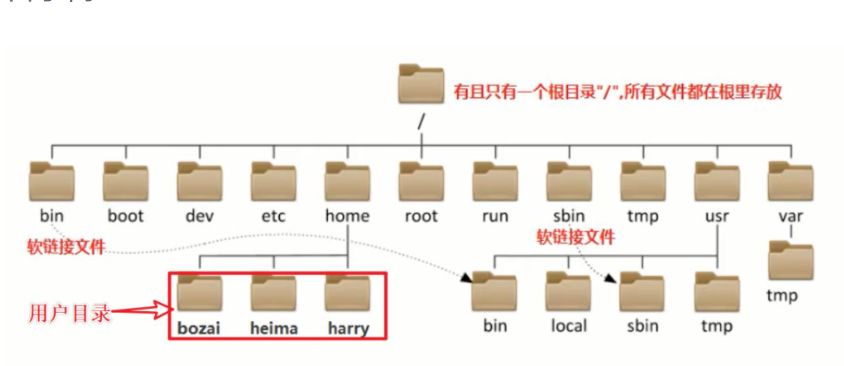 有且只有一个根目录"/",所有文件都在根里存放
/
bin boot dev etc home root run sbin tmp usr var
软链接文件 软链接文件
用户目录
bozai heima harry bin local sbin tmp tmp